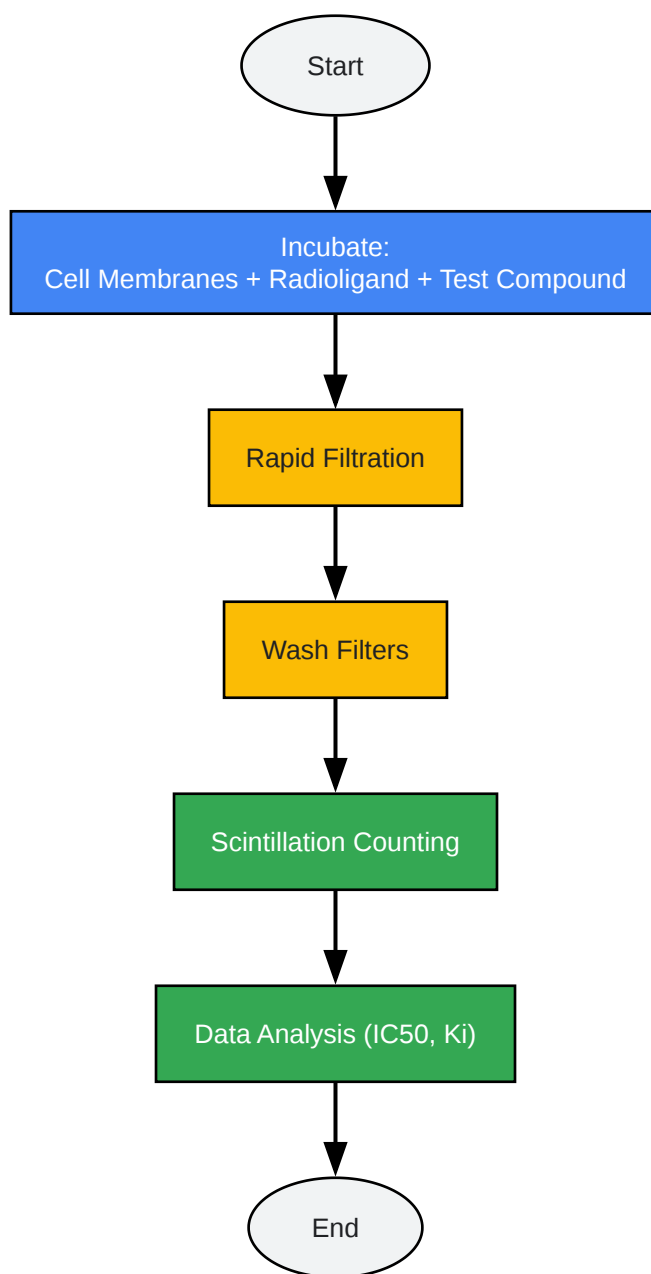 Start
Incubate:
Cell Membranes + Radioligand + Test Compound
Rapid Filtration
Wash Filters
Scintillation Counting
Data Analysis (IC50, Ki)
End